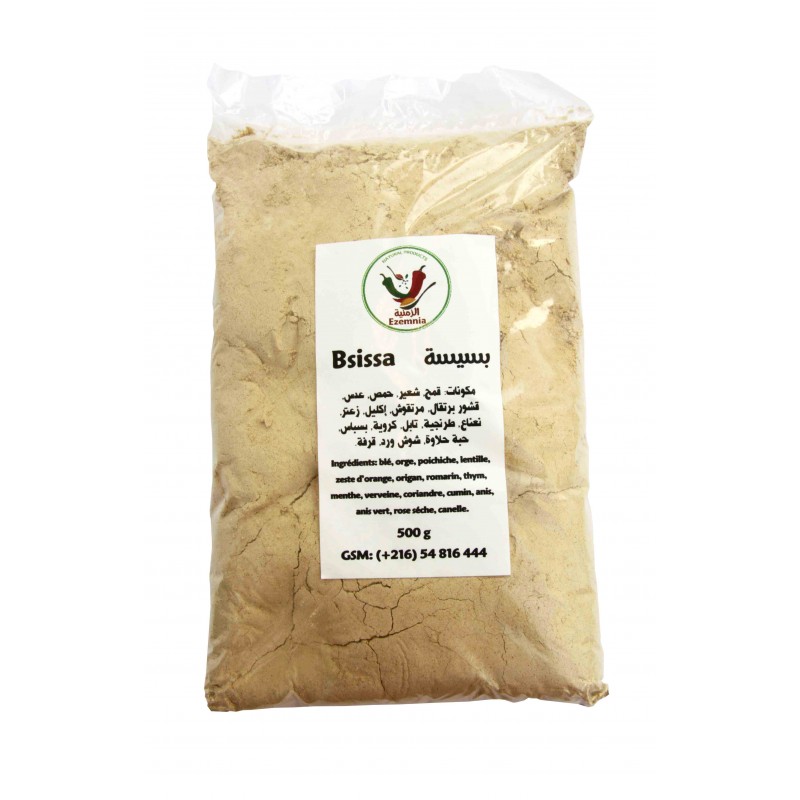 NATURAL PRODUCTS
الزمنية
Ezemnia
Bsissa بسيسة
مكونات: قمح, شعير, حمص, عدس,
قشور برتقال, مرتقوش, إكليل, زعتر,
نعناع, طرنجية, تابل, كروية, بسباس,
حبة حلاوة, شوش ورد, قرفة.
Ingrédients: blé, orge, poichiche, lentille,
zeste d'orange, origan, romarin, thym,
menthe, verveine, coriandre, cumin, anis,
anis vert, rose séche, canelle.
500 g
GSM: (+216) 54 816 444